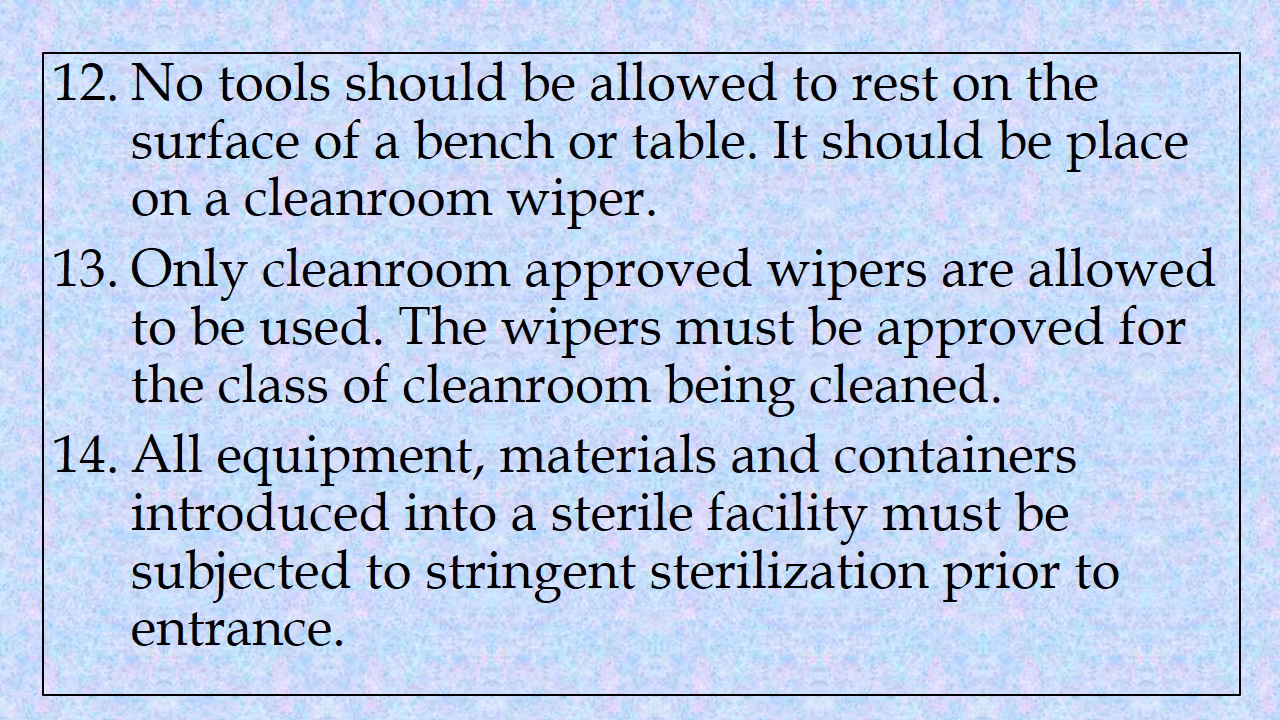 12. No tools should be allowed to rest on the
surface of a bench or table. It should be place
on a cleanroom wiper.
13. Only cleanroom approved wipers are allowed
to be used. The wipers must be approved for
the class of cleanroom being cleaned.
14. All equipment, materials and containers
introduced into a sterile facility must be
subjected to stringent sterilization prior to
entrance.